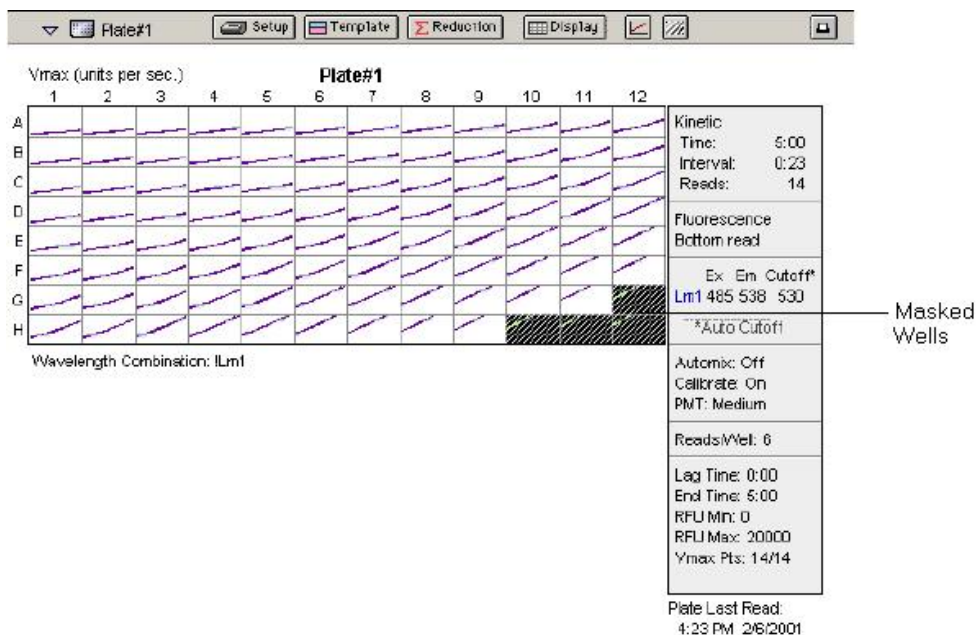 Plate#1 Setup Template Reduction Display
Vmax (units per sec.) Plate#1
1 2 3 4 5 6 7 8 9 10 11 12
A
B
C
D
E
F
G
H
Wavelength Combination: !Lm1
Kinetic
Time: 5:00
Interval: 0:23
Reads: 14
Fluorescence
Bottom read
Ex Em Cutoff*
Lm1 485 538 530
*Auto Cutoff
Automix: Off
Calibrate: On
PMT: Medium
Reads/Well: 6
Lag Time: 0:00
End Time: 5:00
RFU Min: 0
RFU Max: 20000
Vmax Pts: 14/14
Plate Last Read:
4:23 PM 2/6/2001
Masked
Wells